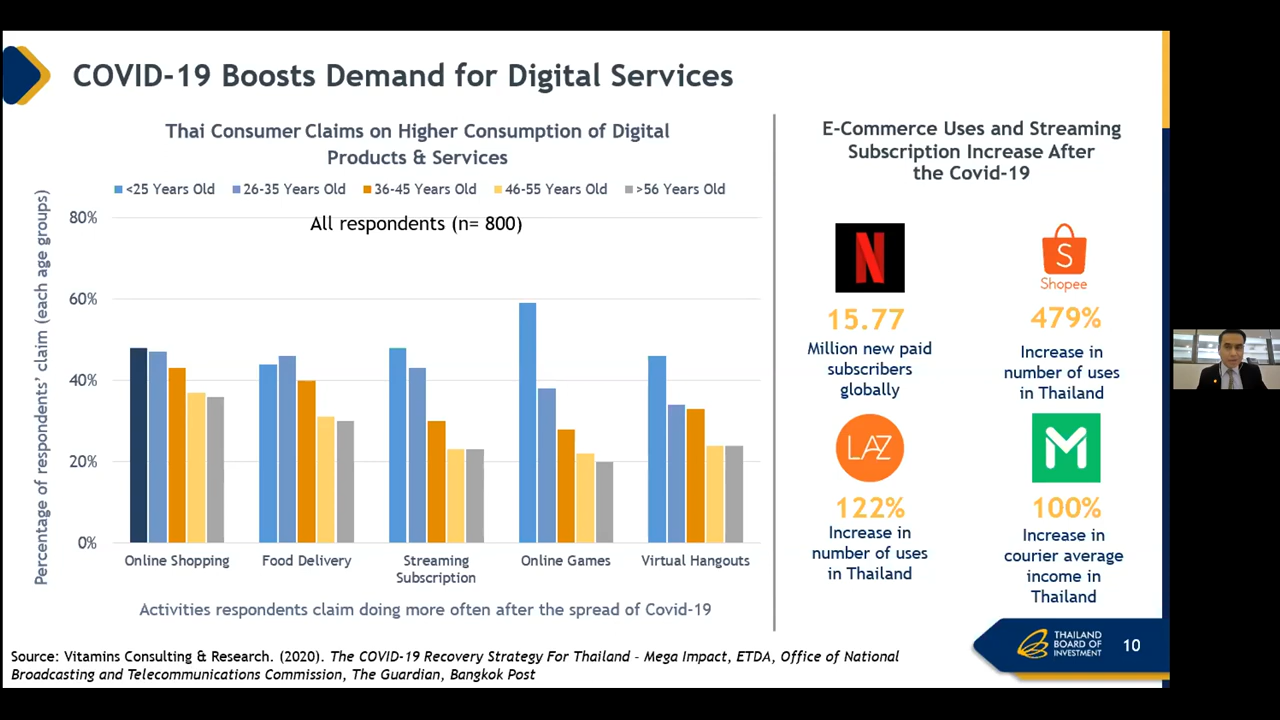 COVID-19 Boosts Demand for Digital Services
Thai Consumer Claims on Higher Consumption of Digital
Products & Services
<25 Years Old
26-35 Years Old
36-45 Years Old
46-55 Years Old
>56 Years Old
All respondents (n= 800)
Percentage of respondents' claim (each age groups)
80%
60%
40%
20%
0%
Online Shopping
Food Delivery
Streaming
Subscription
Online Games
Virtual Hangouts
Activities respondents claim doing more often after the spread of Covid-19
E-Commerce Uses and Streaming
Subscription Increase After
the Covid-19
N
15.77
Million new paid
subscribers
globally
S
Shopee
479%
Increase in
number of uses
in Thailand
LAZ
122%
Increase in
number of uses
in Thailand
M
100%
Increase in
courier average
income in
Thailand
Source: Vitamins Consulting & Research. (2020). The COVID-19 Recovery Strategy For Thailand - Mega Impact, ETDA, Office of National
Broadcasting and Telecommunications Commission, The Guardian, Bangkok Post
THAILAND
BOARD OF
INVESTMENT
10